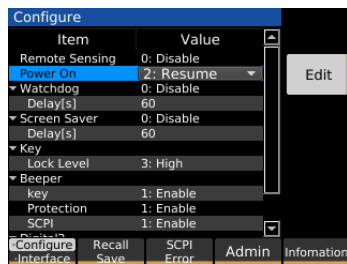 Configure
Item Value
Remote Sensing 0: Disable
Power On 2: Resume
Watchdog 0: Disable
Delay[s] 60
Screen Saver 0: Disable
Delay[s] 60
Key
Lock Level 3: High
Beeper
key 1: Enable
Protection 1: Enable
SCPI 1: Enable
Edit
·Configure
·Interface
Recall
Save
SCPI
Error
Admin
Infomation